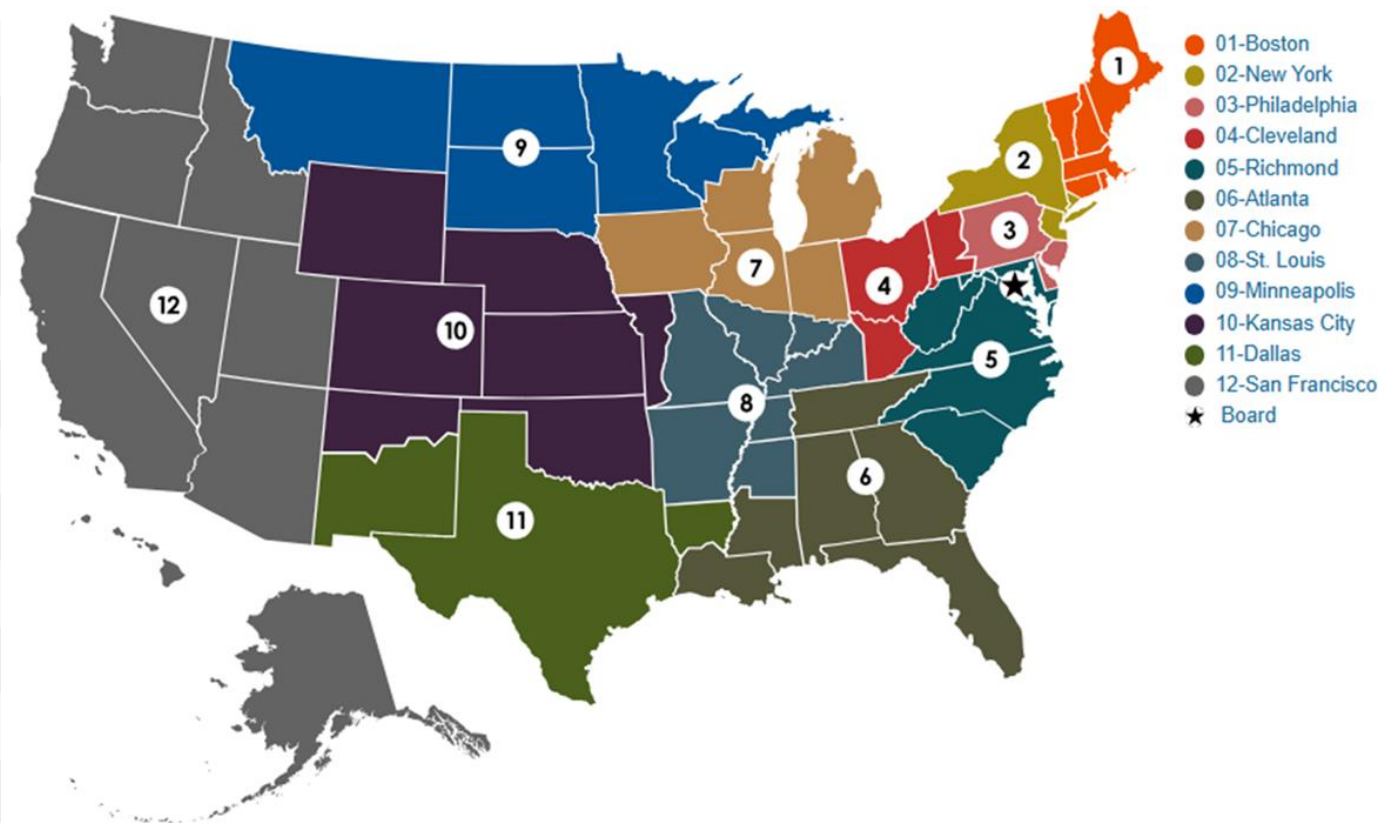 1
2
3
4
5
6
7
8
9
10
11
12
01-Boston
02-New York
03-Philadelphia
04-Cleveland
05-Richmond
06-Atlanta
07-Chicago
08-St. Louis
09-Minneapolis
10-Kansas City
11-Dallas
12-San Francisco
Board